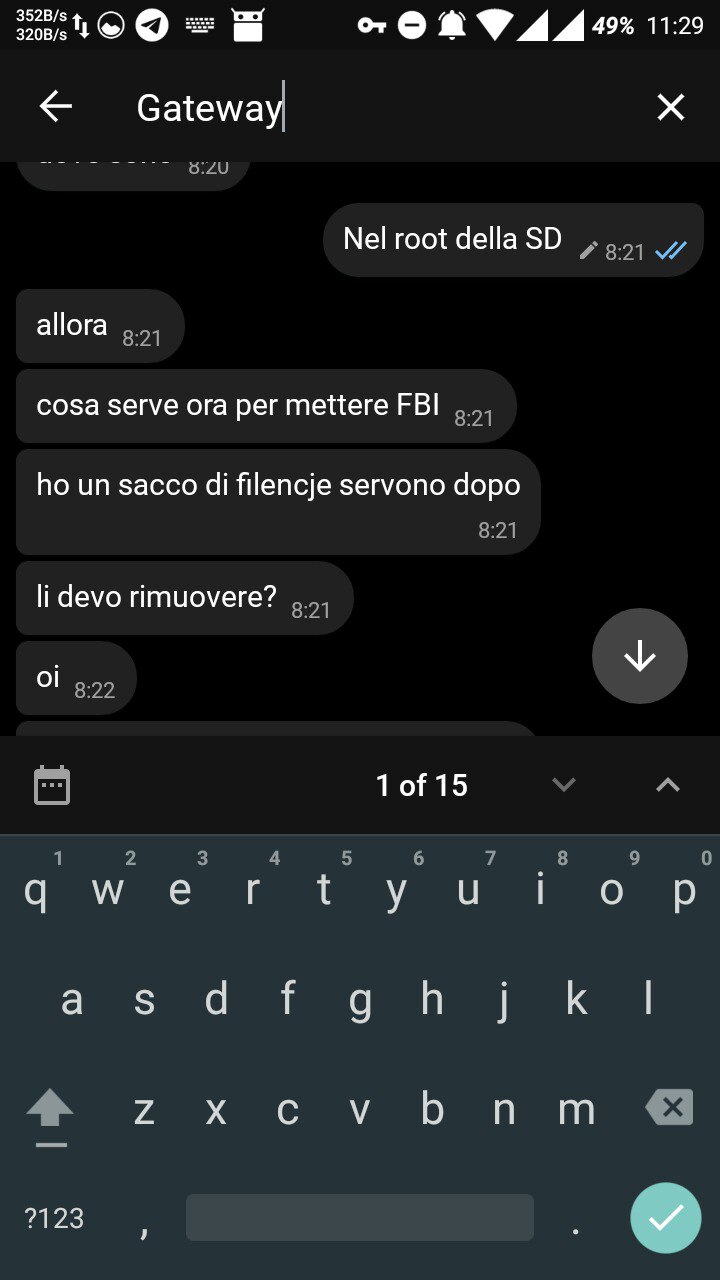 352B/s
320B/s
49% 11:29
Gateway
8:20
Nel root della SD 8:21
allora 8:21
cosa serve ora per mettere FBI 8:21
ho un sacco di filencje servono dopo
8:21
li devo rimuovere? 8:21
oi 8:22
1 of 15
1 2 3 4 5 6 7 8 9 0
q w e r t y u i o p
a s d f g h j k l
z x c v b n m
?123 , .